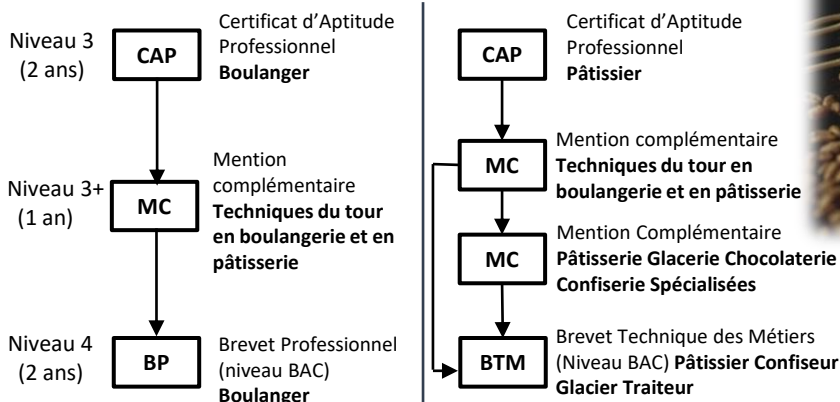 Niveau 3
(2 ans)
CAP
Certificat d’Aptitude
Professionnel
Boulanger
Niveau 3+
(1 an)
MC
Mention
complémentaire
Techniques du tour
en boulangerie et en
pâtisserie
Niveau 4
(2 ans)
BP
Brevet Professionnel
(niveau BAC)
Boulanger
CAP
Certificat d’Aptitude
Professionnel
Pâtissier
MC
Mention complémentaire
Techniques du tour en
boulangerie et en pâtisserie
MC
Mention Complémentaire
Pâtisserie Glacerie Chocolaterie
Confiserie Spécialisées
BTM
Brevet Technique des Métiers
(Niveau BAC) Pâtissier Confiseur
Glacier Traiteur